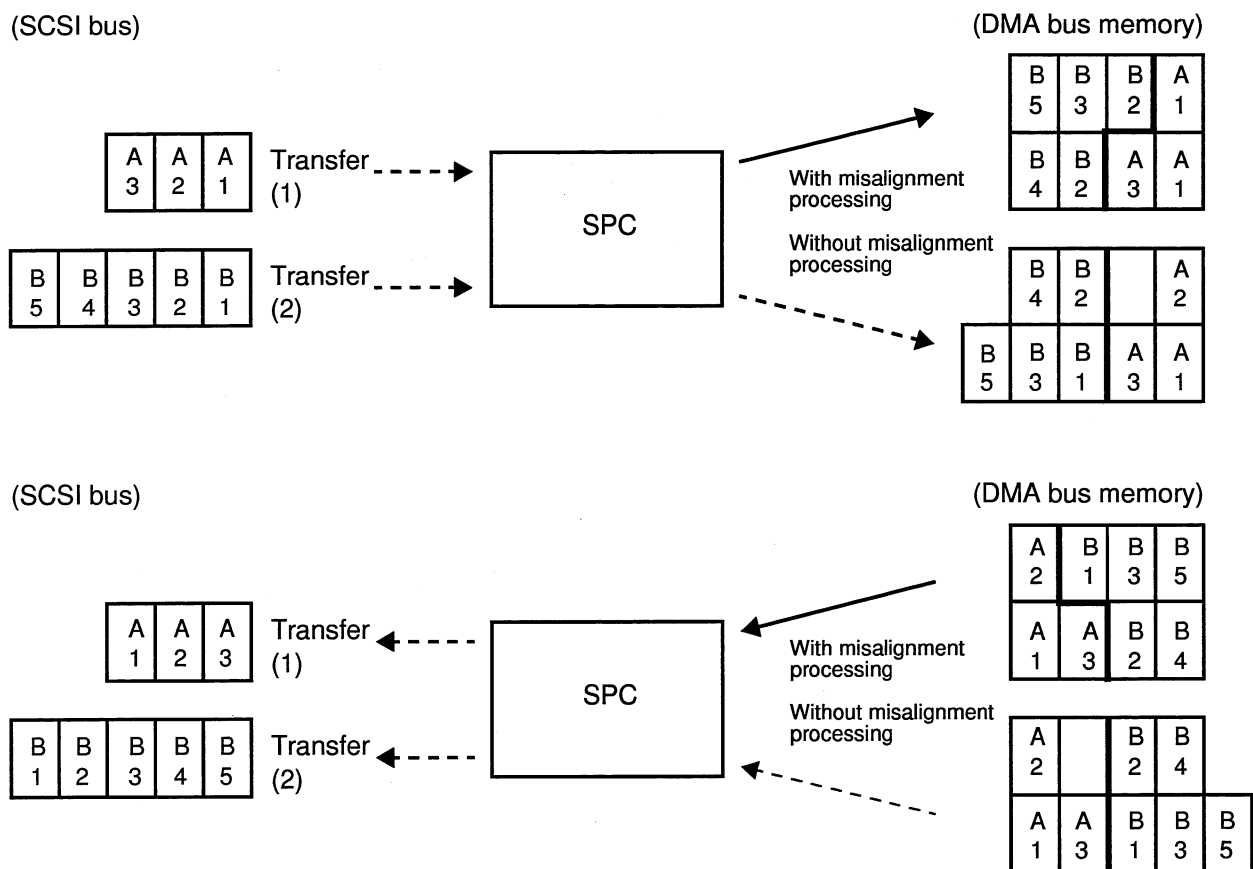 (SCSI bus)
(DMA bus memory)
B B B A
5 3 2 1
A A A
3 2 1
Transfer
(1)
B B A A
4 2 3 1
With misalignment
processing
SPC
Without misalignment
processing
B B B B B
5 4 3 2 1
Transfer
(2)
B B A
4 2 2
B B B A A
5 3 1 3 1
(SCSI bus)
(DMA bus memory)
A B B B
2 1 3 5
A A A
1 2 3
Transfer
(1)
A A B B
1 3 2 4
With misalignment
processing
SPC
Without misalignment
processing
B B B B B
1 2 3 4 5
Transfer
(2)
A B B
2 2 4
A A B B B
1 3 1 3 5